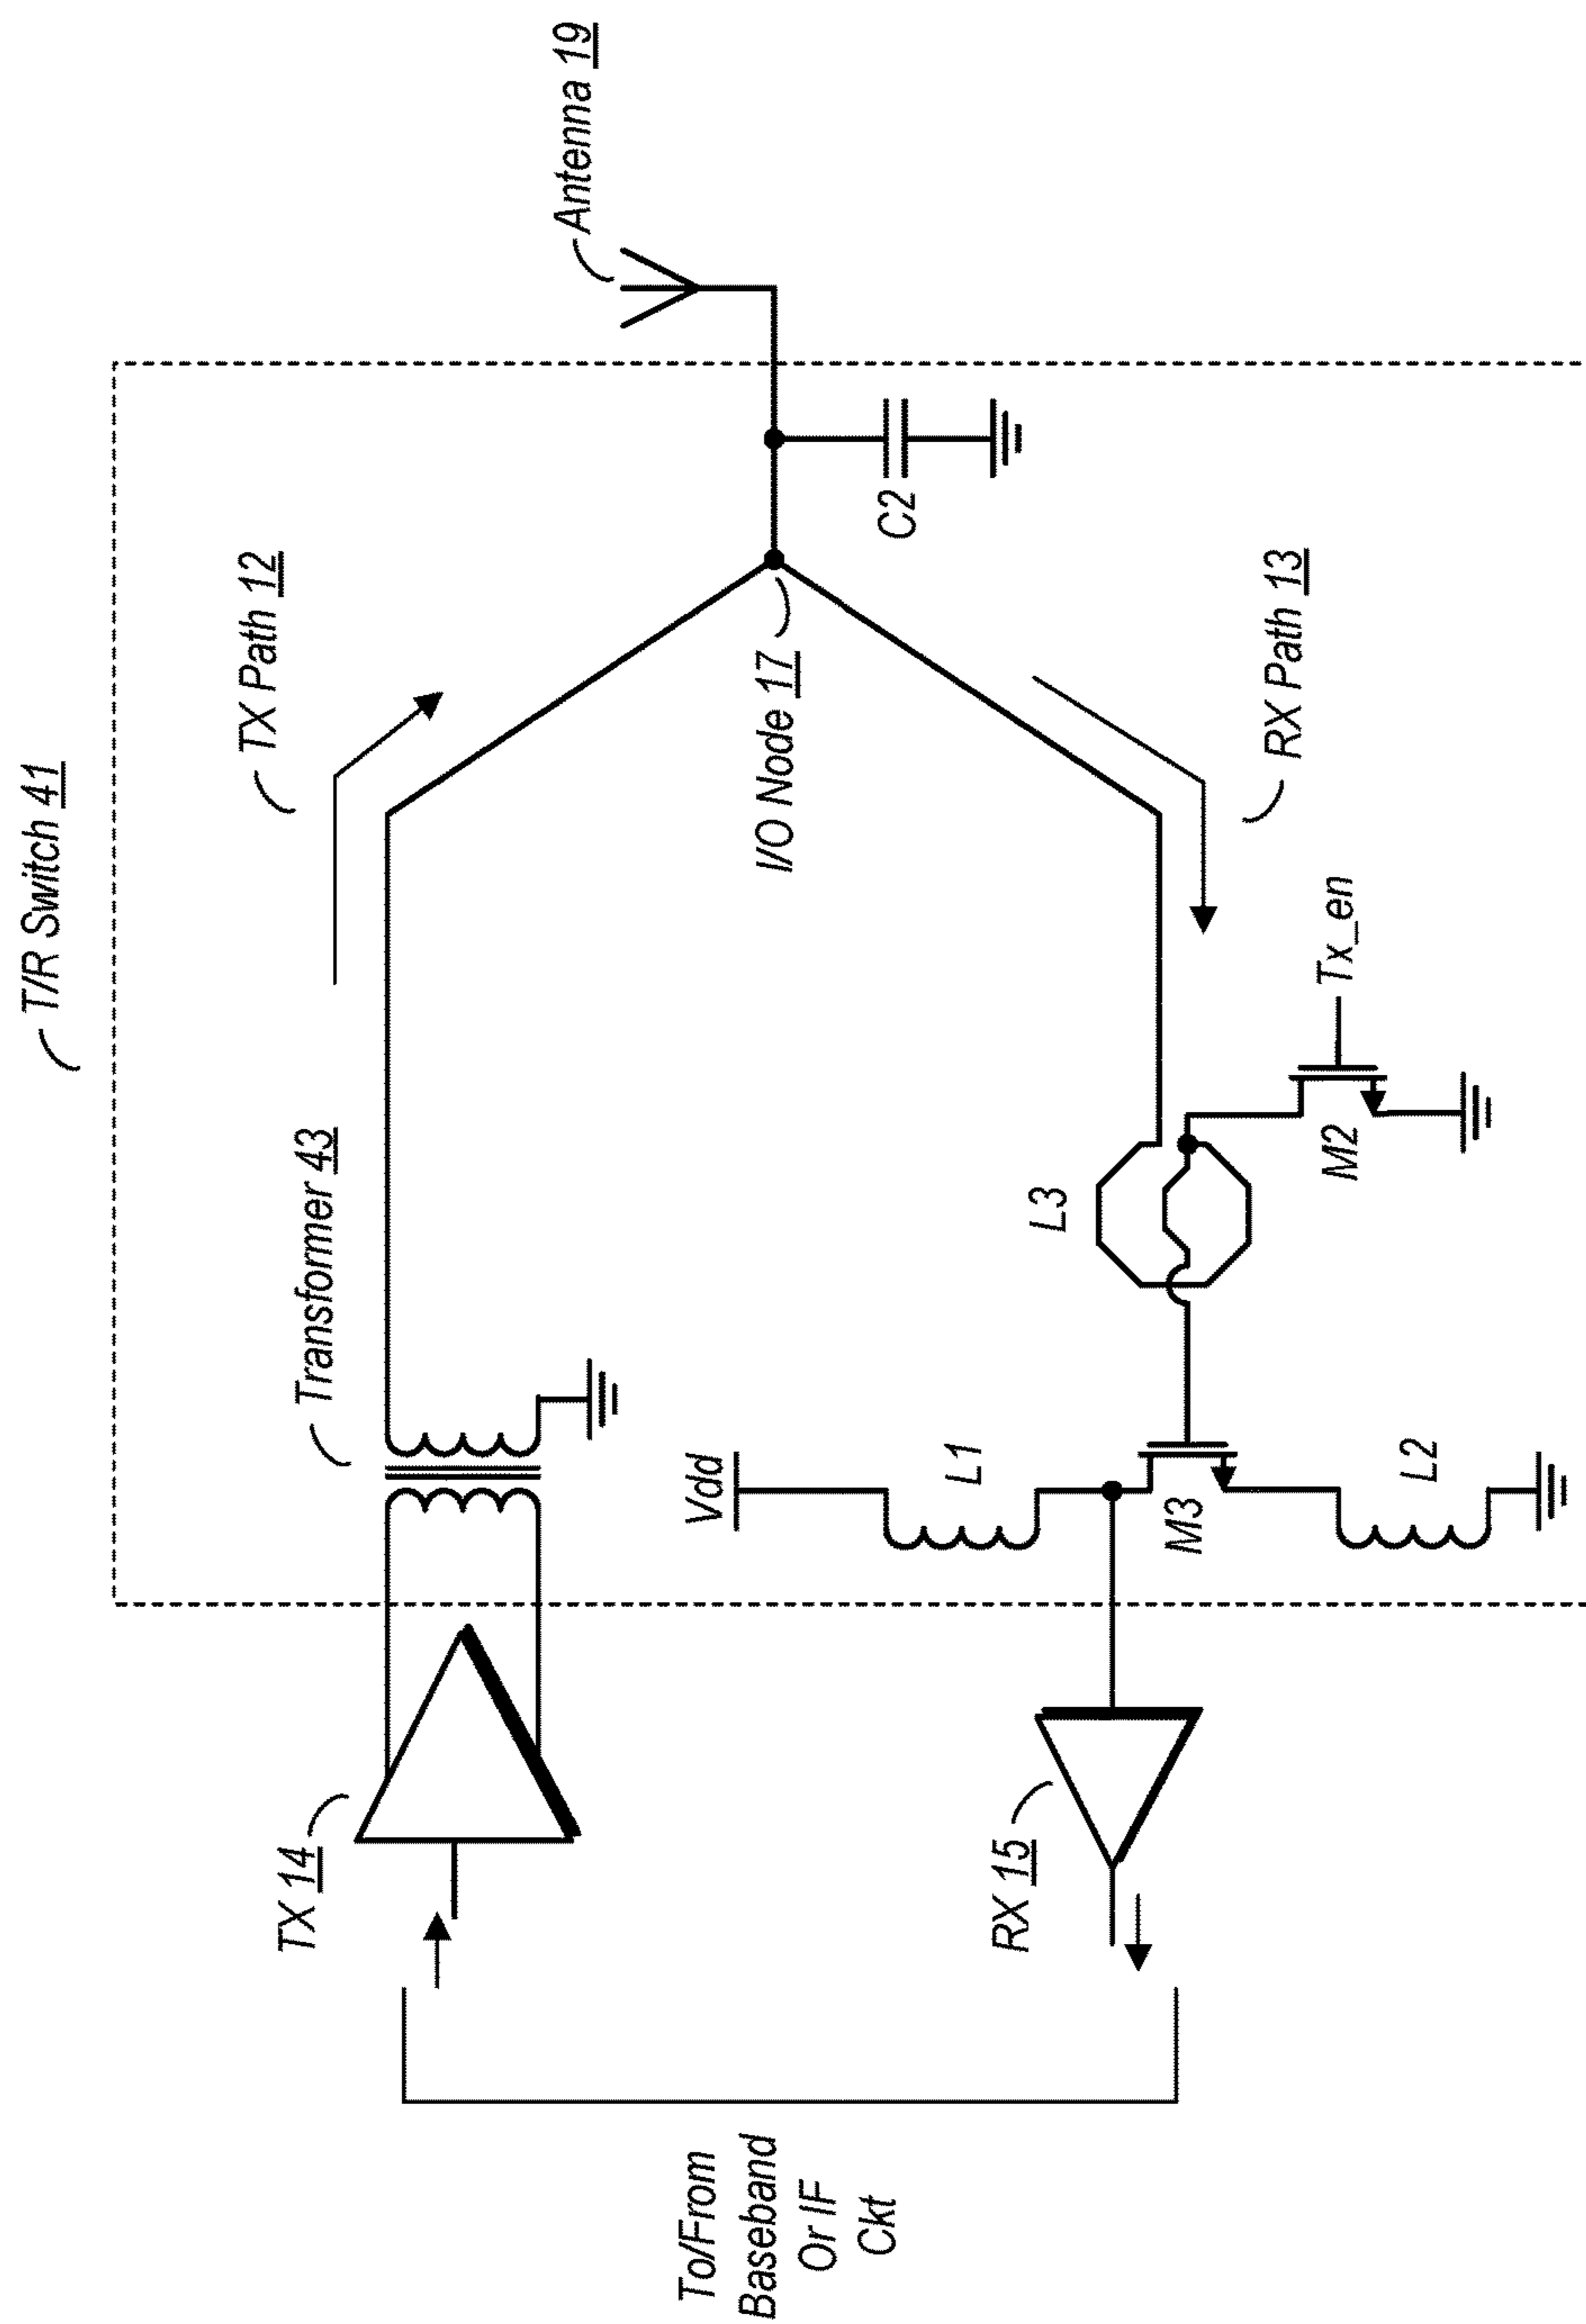 T/R Switch 41
TX Path 12
Antenna 19
Transformer 43
TX 14
I/O Node 17
C2
Vdd
L1
L3
RX Path 13
Tx_en
M2
M3
L2
RX 15
To/From
Baseband
Or IF
Ckt